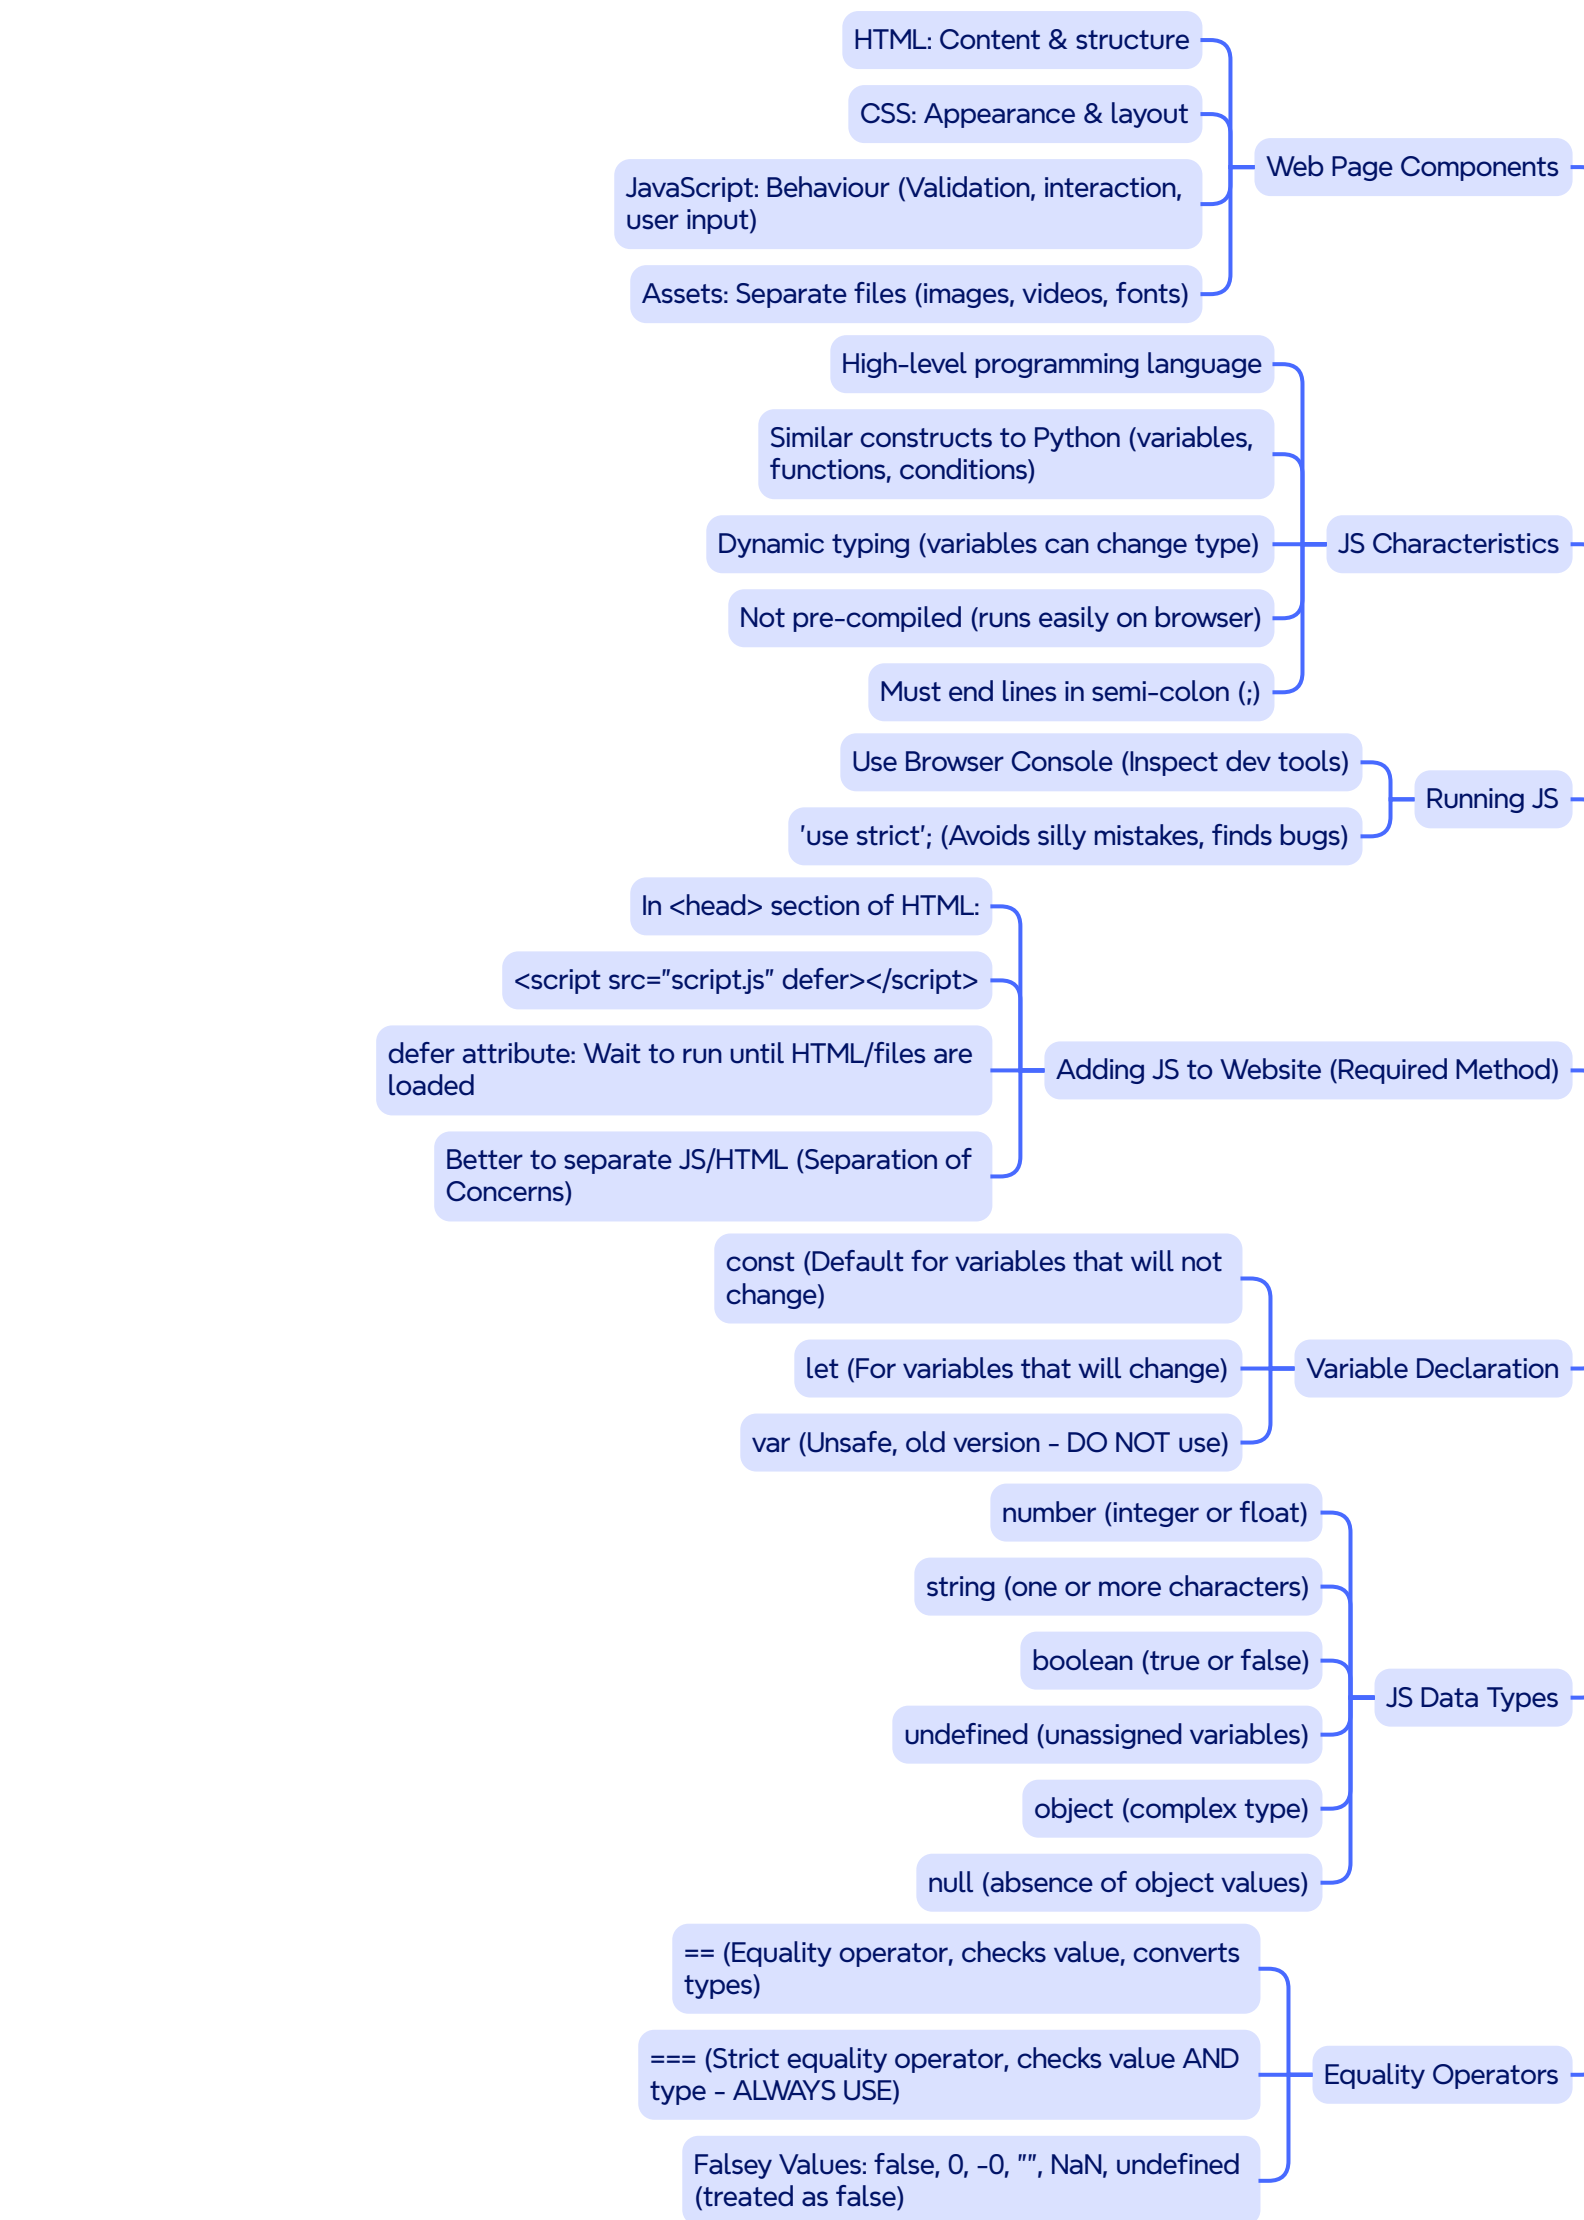 HTML: Content & structure
CSS: Appearance & layout
JavaScript: Behaviour (Validation, interaction,
user input)
Assets: Separate files (images, videos, fonts)
Web Page Components
High-level programming language
Similar constructs to Python (variables,
functions, conditions)
Dynamic typing (variables can change type)
Not pre-compiled (runs easily on browser)
Must end lines in semi-colon (;)
JS Characteristics
Use Browser Console (Inspect dev tools)
'use strict'; (Avoids silly mistakes, finds bugs)
Running JS
In <head> section of HTML:
<script src="script.js" defer></script>
defer attribute: Wait to run until HTML/files are
loaded
Better to separate JS/HTML (Separation of
Concerns)
Adding JS to Website (Required Method)
const (Default for variables that will not
change)
let (For variables that will change)
var (Unsafe, old version - DO NOT use)
Variable Declaration
number (integer or float)
string (one or more characters)
boolean (true or false)
undefined (unassigned variables)
object (complex type)
null (absence of object values)
JS Data Types
== (Equality operator, checks value, converts
types)
=== (Strict equality operator, checks value AND
type - ALWAYS USE)
Falsey Values: false, 0, -0, "", NaN, undefined
(treated as false)
Equality Operators